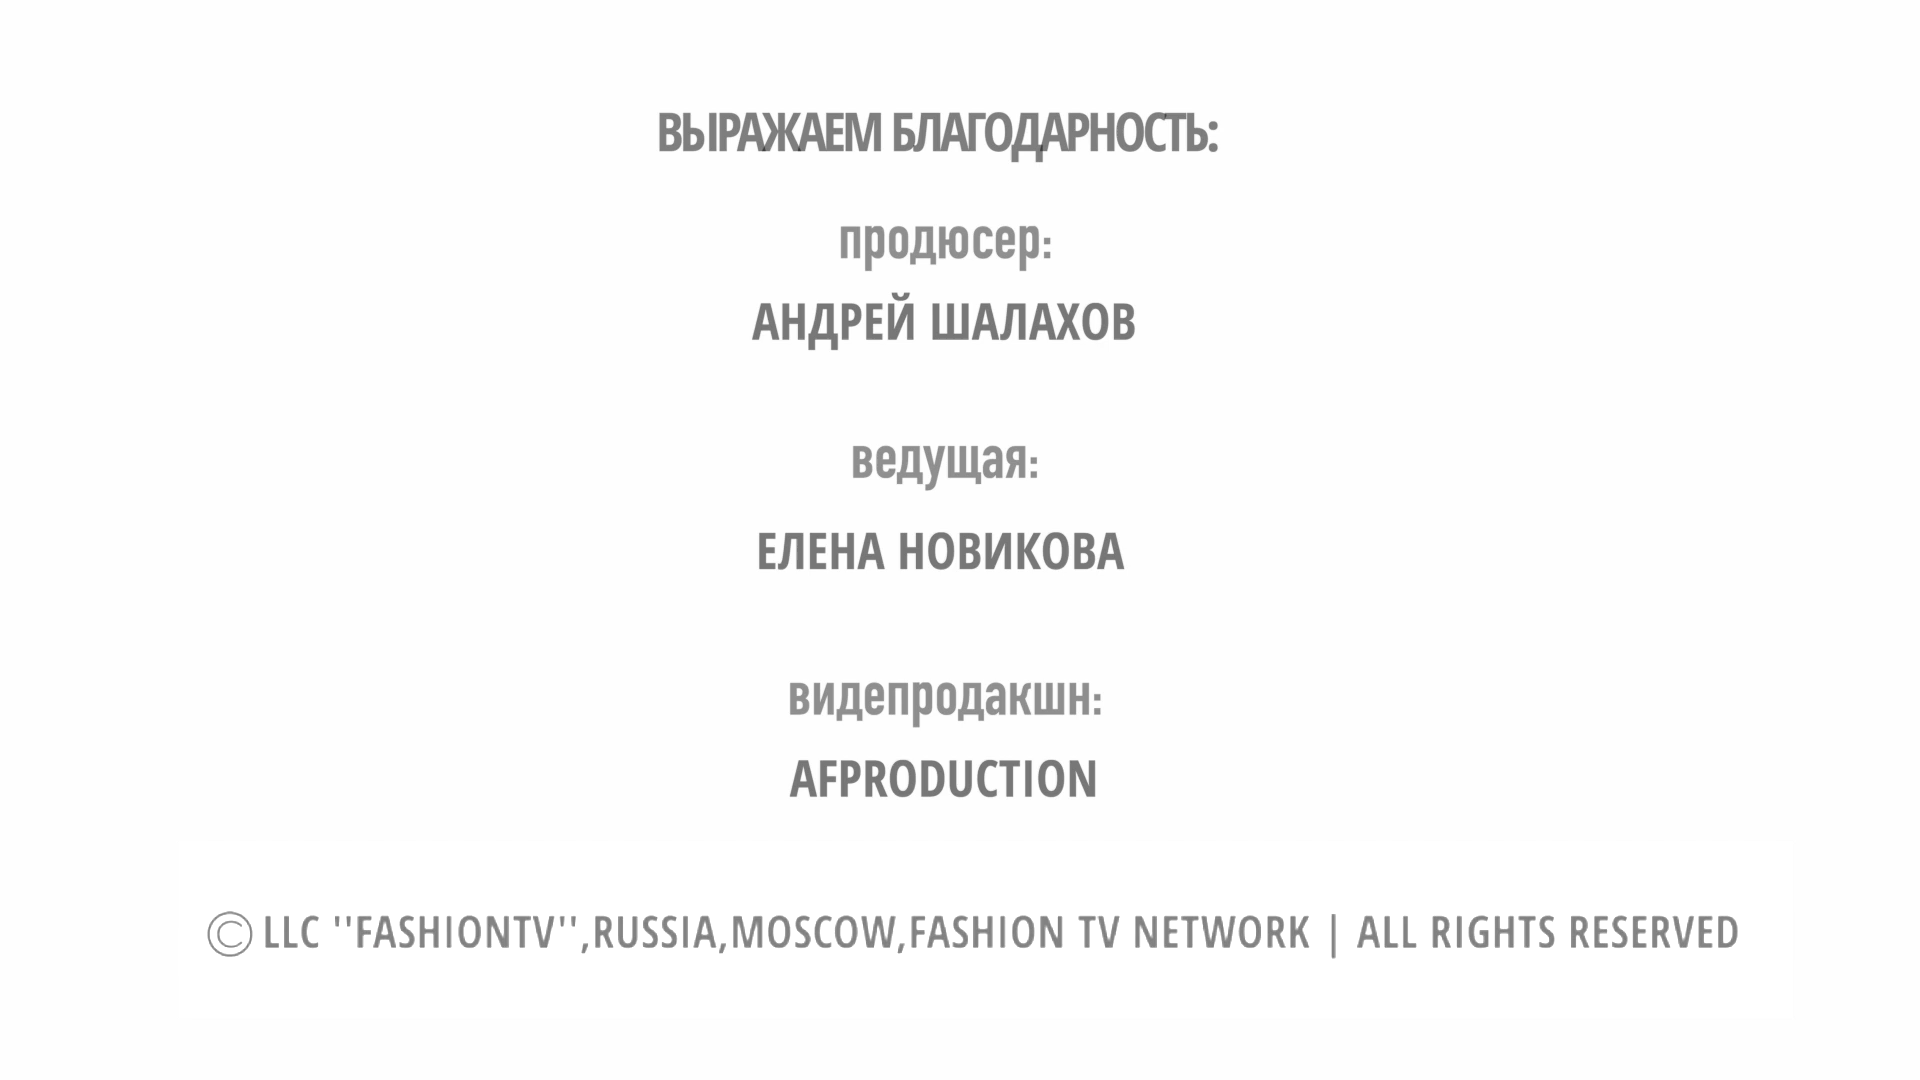 ВЫРАЖАЕМ БЛАГОДАРНОСТЬ:
продюсер:
АНДРЕЙ ШАЛАХОВ
ведущая:
ЕЛЕНА НОВИКОВА
видепродакшн:
AFPRODUCTION
© LLC ''FASHIONTV'',RUSSIA,MOSCOW,FASHION TV NETWORK | ALL RIGHTS RESERVED